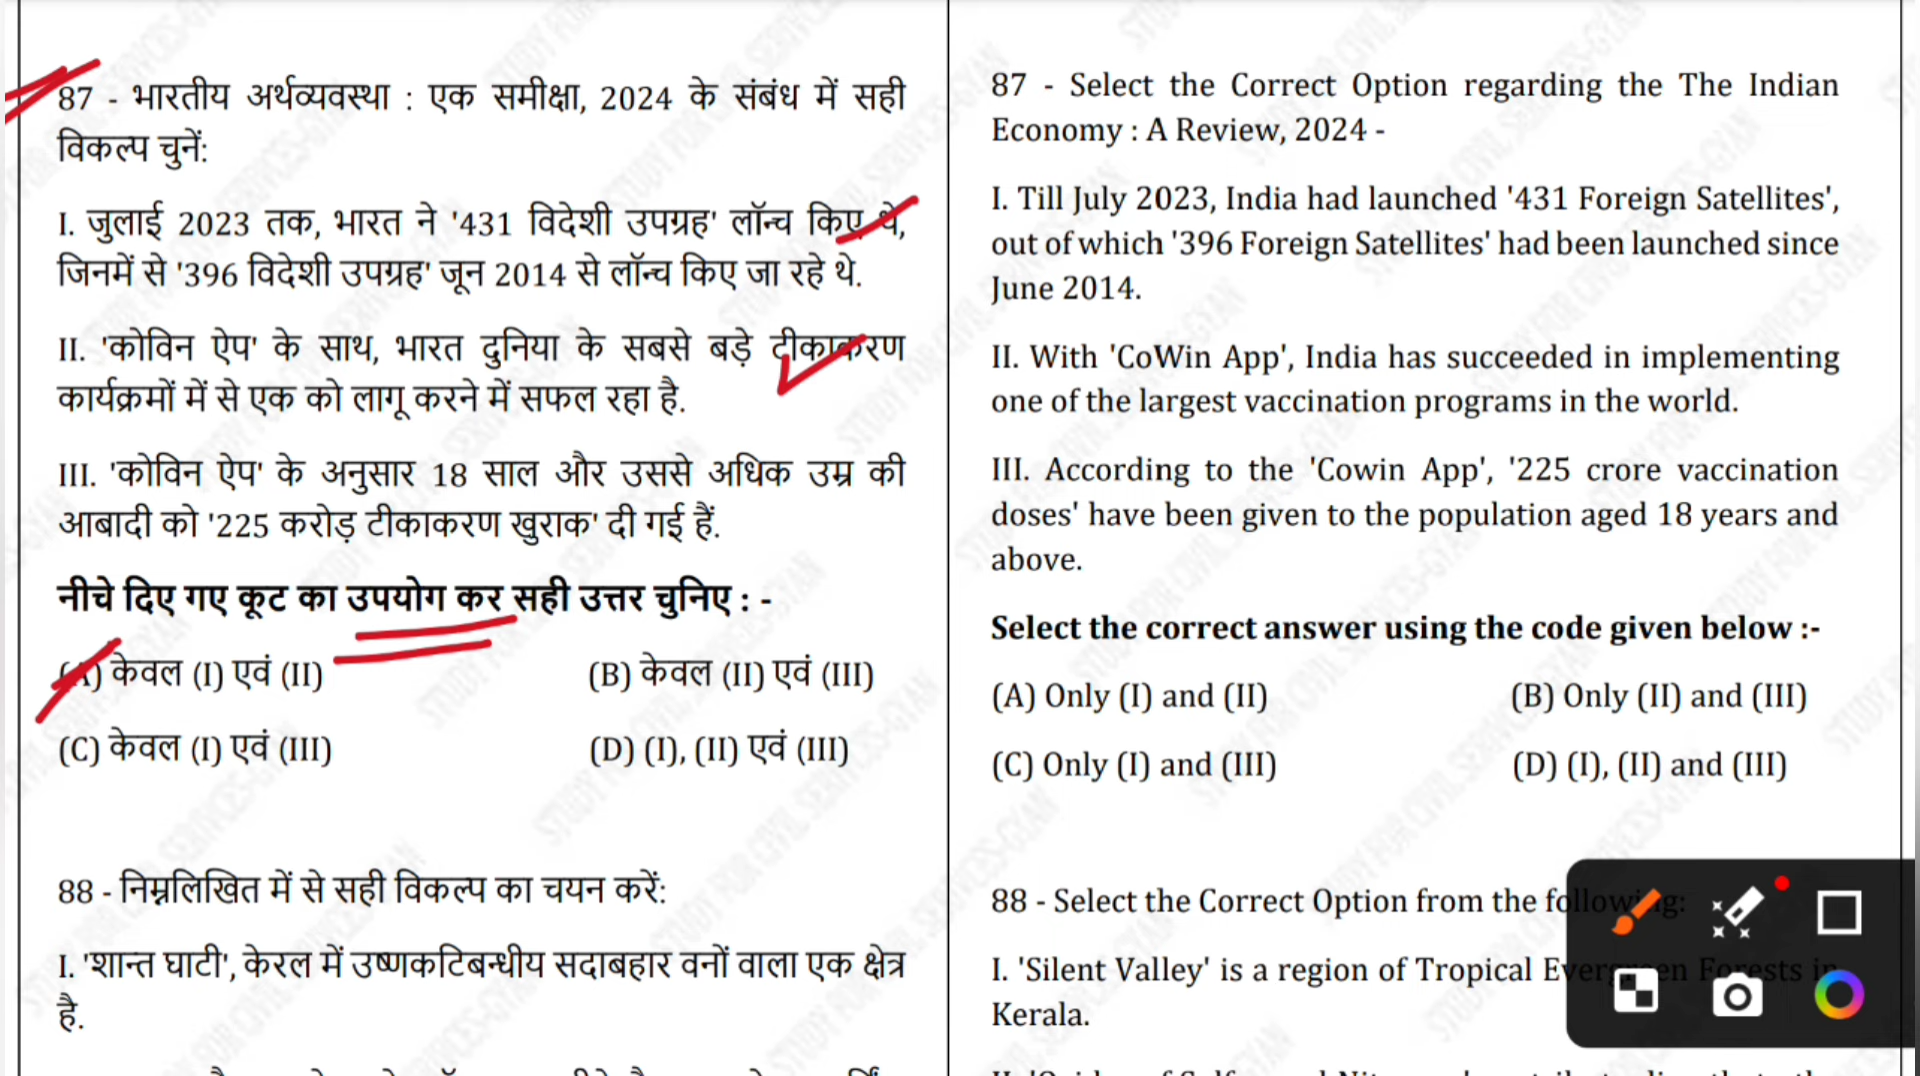 87 - भारतीय अर्थव्यवस्था : एक समीक्षा, 2024 के संबंध में सही
विकल्प चुनें:
I. जुलाई 2023 तक, भारत ने '431 विदेशी उपग्रह' लॉन्च किए थे,
जिनमें से '396 विदेशी उपग्रह' जून 2014 से लॉन्च किए जा रहे थे.
II. 'कोविन ऐप' के साथ, भारत दुनिया के सबसे बड़े टीकाकरण
कार्यक्रमों में से एक को लागू करने में सफल रहा है.
III. 'कोविन ऐप' के अनुसार 18 साल और उससे अधिक उम्र की
आबादी को '225 करोड़ टीकाकरण खुराक' दी गई हैं.
नीचे दिए गए कूट का उपयोग कर सही उत्तर चुनिए : -
(A) केवल (I) एवं (II) (B) केवल (II) एवं (III)
(C) केवल (I) एवं (III) (D) (I), (II) एवं (III)
88 - निम्नलिखित में से सही विकल्प का चयन करें:
I. 'शान्त घाटी', केरल में उष्णकटिबन्धीय सदाबहार वनों वाला एक क्षेत्र
है.
87 - Select the Correct Option regarding the The Indian
Economy : A Review, 2024 -
I. Till July 2023, India had launched '431 Foreign Satellites',
out of which '396 Foreign Satellites' had been launched since
June 2014.
II. With 'CoWin App', India has succeeded in implementing
one of the largest vaccination programs in the world.
III. According to the 'Cowin App', '225 crore vaccination
doses' have been given to the population aged 18 years and
above.
Select the correct answer using the code given below :-
(A) Only (I) and (II) (B) Only (II) and (III)
(C) Only (I) and (III) (D) (I), (II) and (III)
88 - Select the Correct Option from the following:
I. 'Silent Valley' is a region of Tropical Evergreen Forests in
Kerala.